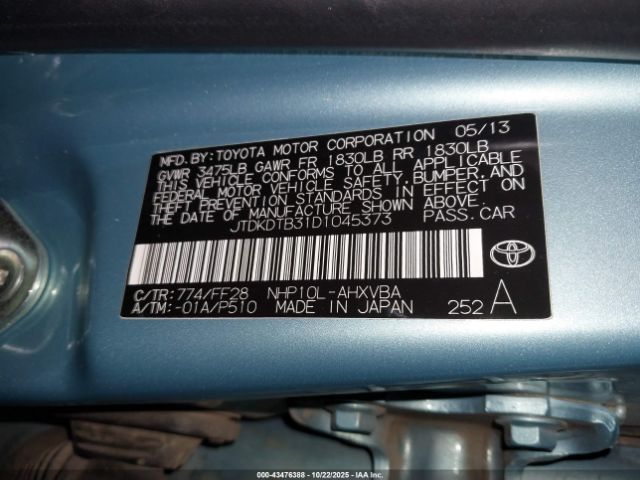 MFD. BY: TOYOTA MOTOR CORPORATION 05/13
GVWR 3475LB GAWR FR 1830LB RR 1830LB
THIS VEHICLE CONFORMS TO ALL APPLICABLE
FEDERAL MOTOR VEHICLE SAFETY, BUMPER, AND
THEFT PREVENTION STANDARDS IN EFFECT ON
THE DATE OF MANUFACTURE SHOWN ABOVE.
JTDKDTB31D1045373 PASS. CAR
C/TR: 774/FF28 NHP10L-AHXVBA
A/TM: -01A/P510 MADE IN JAPAN 252 A
000-43476388 - 10/22/2025 - IAAI.COM